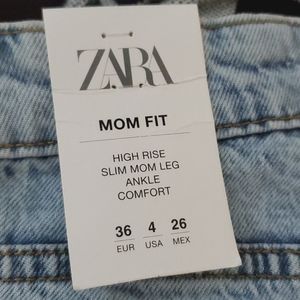 ZARA
MOM FIT
HIGH RISE
SLIM MOM LEG
ANKLE
COMFORT
36 4 26
EUR USA MEX